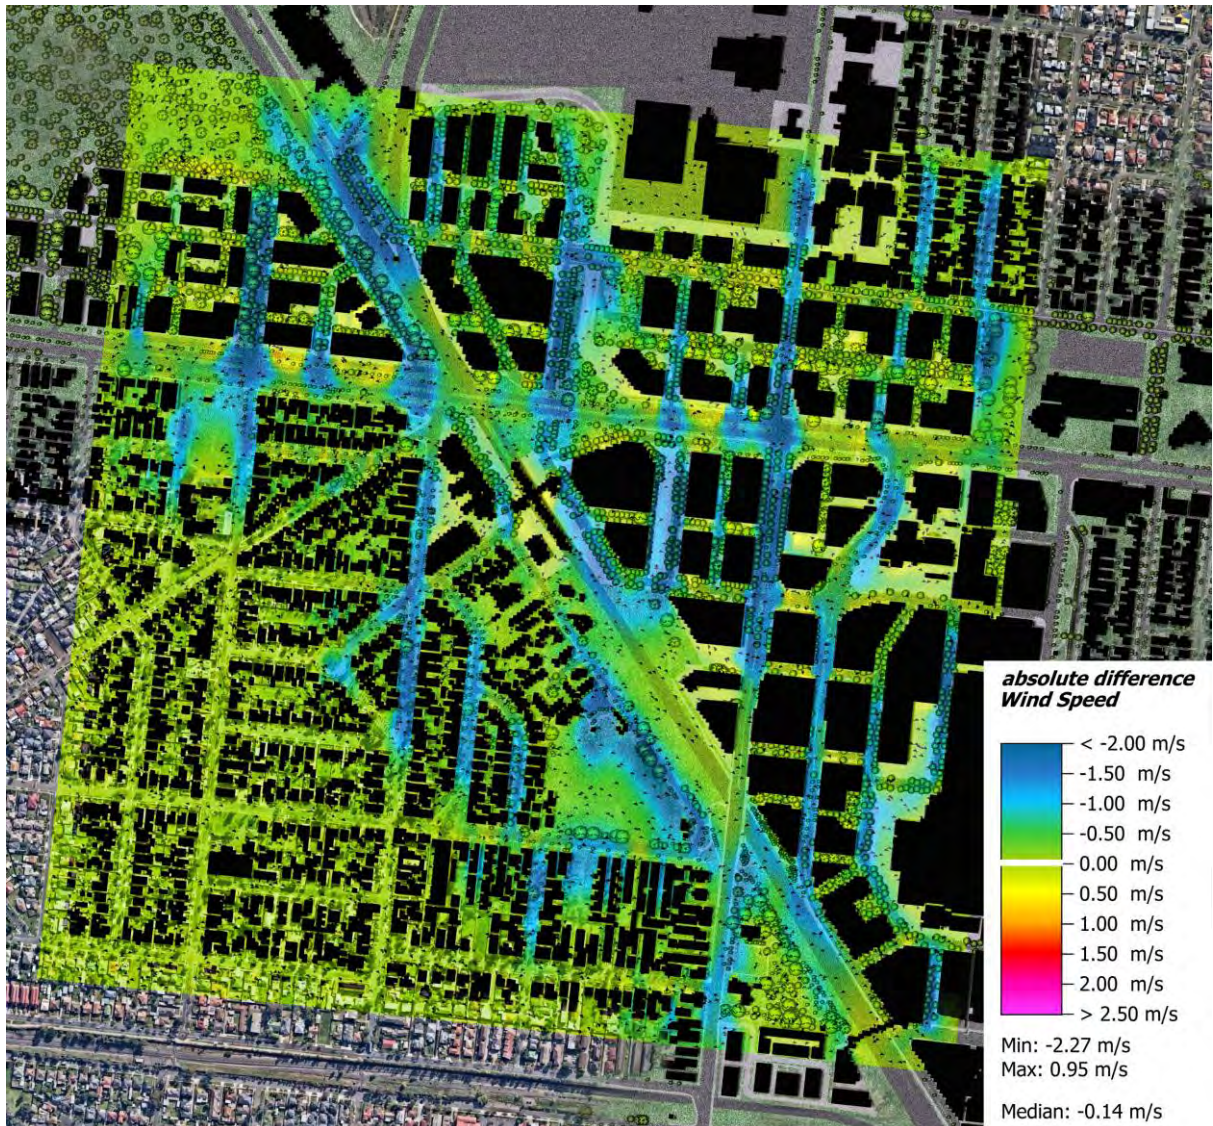 absolute difference
Wind Speed
< -2.00 m/s
-1.50 m/s
-1.00 m/s
-0.50 m/s
0.00 m/s
0.50 m/s
1.00 m/s
1.50 m/s
2.00 m/s
> 2.50 m/s
Min: -2.27 m/s
Max: 0.95 m/s
Median: -0.14 m/s